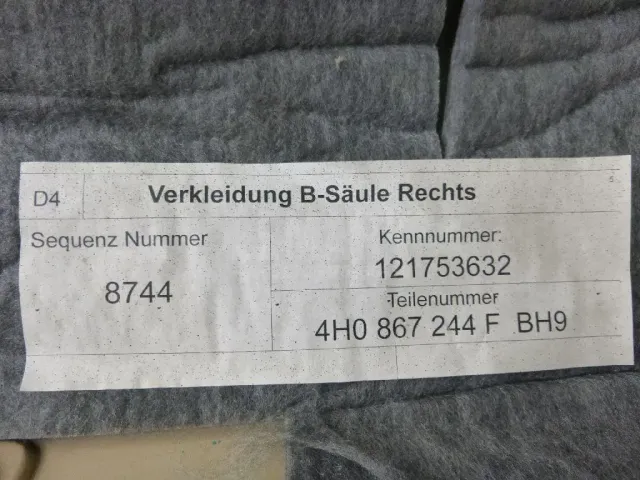 D4 Verkleidung B-Säule Rechts
Sequenz Nummer
8744
Kennnummer:
121753632
Teilenummer
4H0 867 244 F BH9